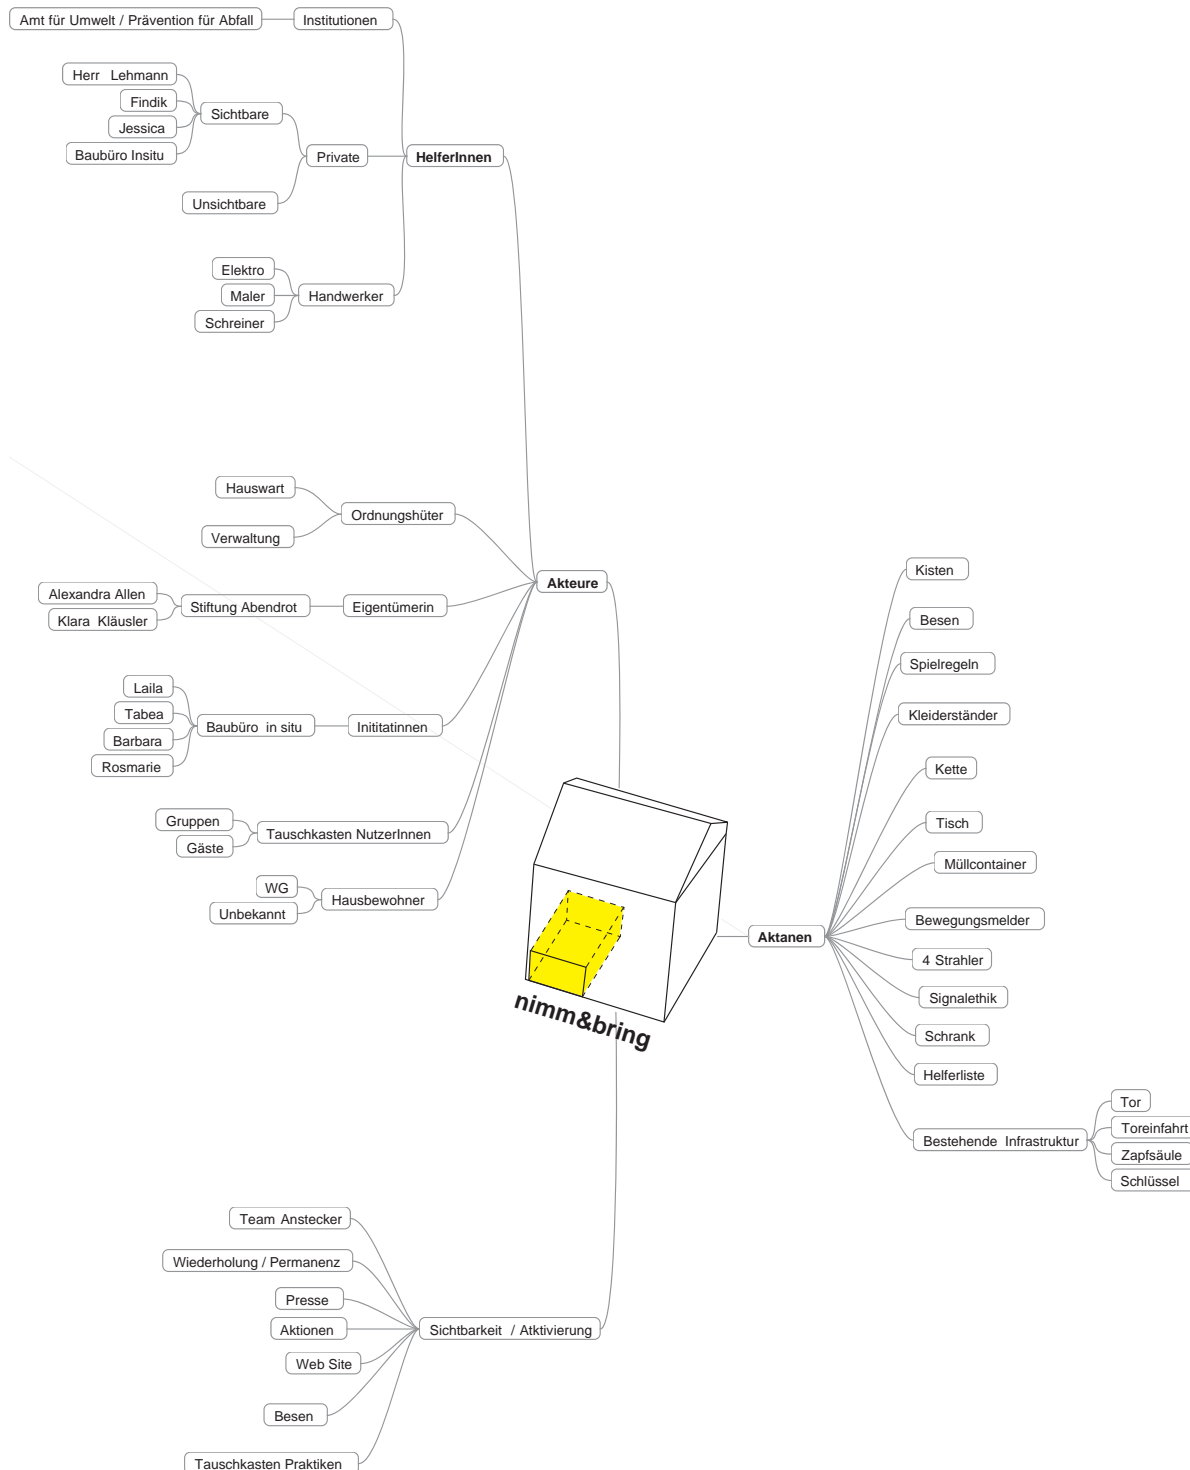 Amt für Umwelt / Prävention für Abfall
Institutionen
Herr Lehmann
Findik
Jessica
Baubüro Insitu
Sichtbare
Unsichtbare
Private
HelferInnen
Elektro
Maler
Schreiner
Handwerker
Hauswart
Verwaltung
Ordnungshüter
Akteure
Alexandra Allen
Klara Kläusler
Stiftung Abendrot
Eigentümerin
Laila
Tabea
Barbara
Rosmarie
Baubüro in situ
Inititatinnen
Gruppen
Gäste
Tauschkasten NutzerInnen
WG
Unbekannt
Hausbewohner
nimm&bring
Aktanen
Kisten
Besen
Spielregeln
Kleiderständer
Kette
Tisch
Müllcontainer
Bewegungsmelder
4 Strahler
Signalethik
Schrank
Helferliste
Bestehende Infrastruktur
Tor
Toreinfahrt
Zapfsäule
Schlüssel
Team Anstecker
Wiederholung / Permanenz
Presse
Aktionen
Web Site
Besen
Tauschkasten Praktiken
Sichtbarkeit / Atktivierung